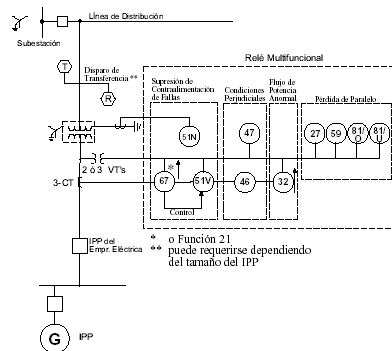 Línea de Distribución
Subestación
Disparo de
Transferencia **
T
R
Relé Multifuncional
Supresión de
Contraalimentación
de Fallas
Condiciones
Perjudiciales
Flujo de
Potencia
Anormal
Pérdida de Paralelo
51N
47
27
59
81/O
81/U
2 ó 3 VT's
3-CT
*
67
51V
46
32
Control
IPP del
Empr. Eléctrica
* o Función 21
** puede requerirse dependiendo
del tamaño del IPP
G
IPP